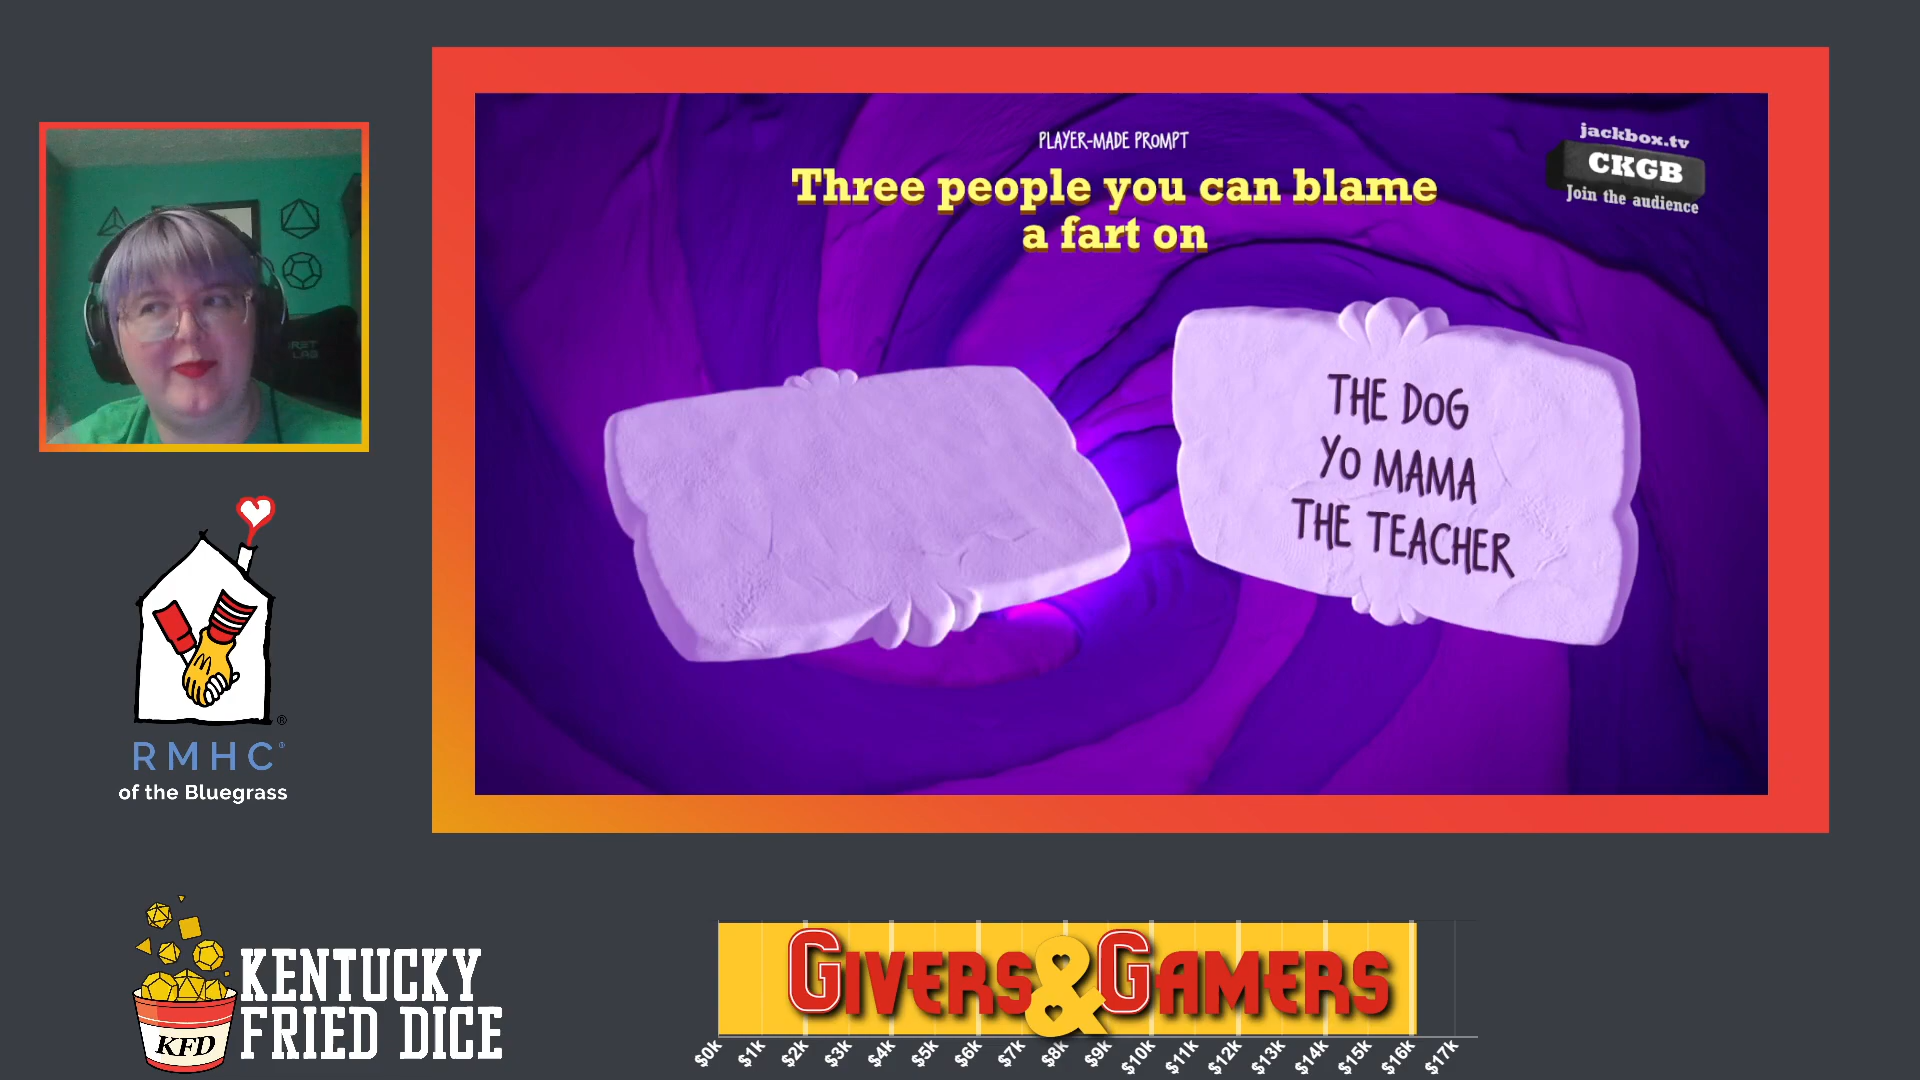 PLAYER-MADE PROMPT
Three people you can blame
a fart on
jackbox.tv
CKGB
Join the audience
THE DOG
YO MAMA
THE TEACHER
RMHC®
of the Bluegrass
KFD
KENTUCKY
FRIED DICE
GIVERS & GAMERS
$0k $1k $2k $3k $4k $5k $6k $7k $8k $9k $10k $11k $12k $13k $14k $15k $16k $17k